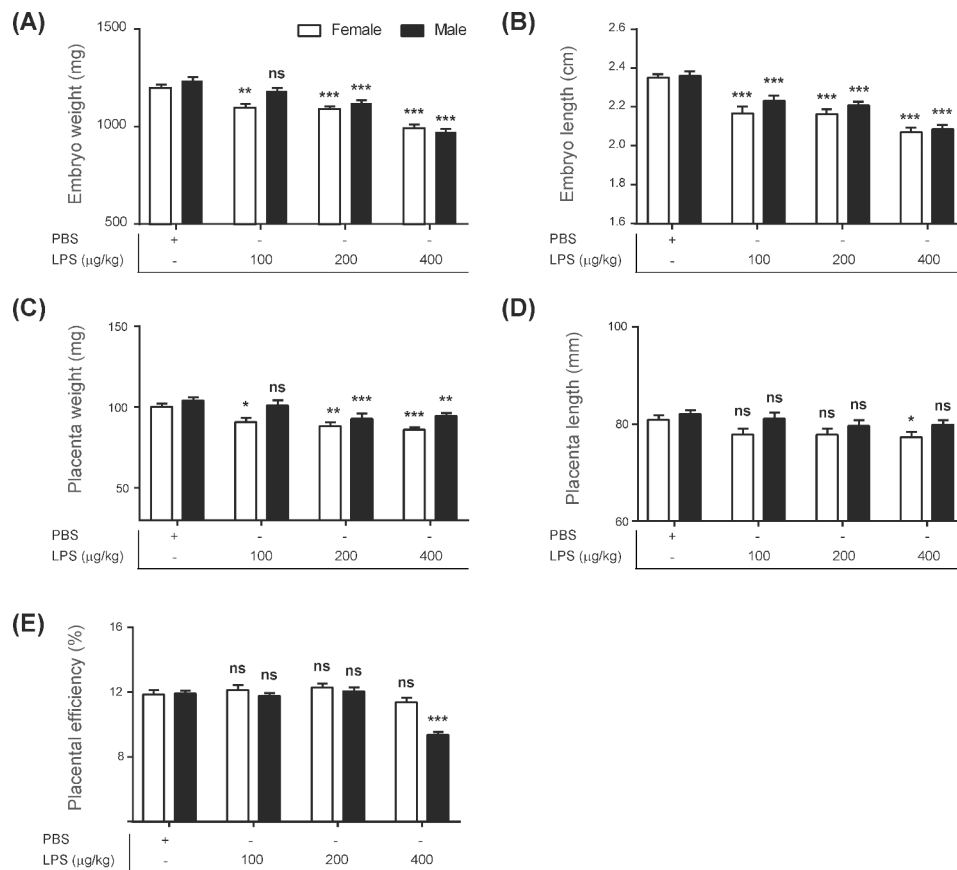 (A)
Embryo weight (mg)
1500
1000
500
Female Male
** ns *** *** *** ***
PBS + - - -
LPS (μg/kg) - 100 200 400
(B)
Embryo length (cm)
2.6
2.4
2.2
2.0
1.8
1.6
*** *** *** *** *** ***
PBS + - - -
LPS (μg/kg) - 100 200 400
(C)
Placenta weight (mg)
150
100
50
* ns ** *** *** **
PBS + - - -
LPS (μg/kg) - 100 200 400
(D)
Placenta length (mm)
100
80
60
ns ns ns ns * ns
PBS + - - -
LPS (μg/kg) - 100 200 400
(E)
Placental efficiency (%)
16
12
8
ns ns ns ns ns ***
PBS + - - -
LPS (μg/kg) - 100 200 400